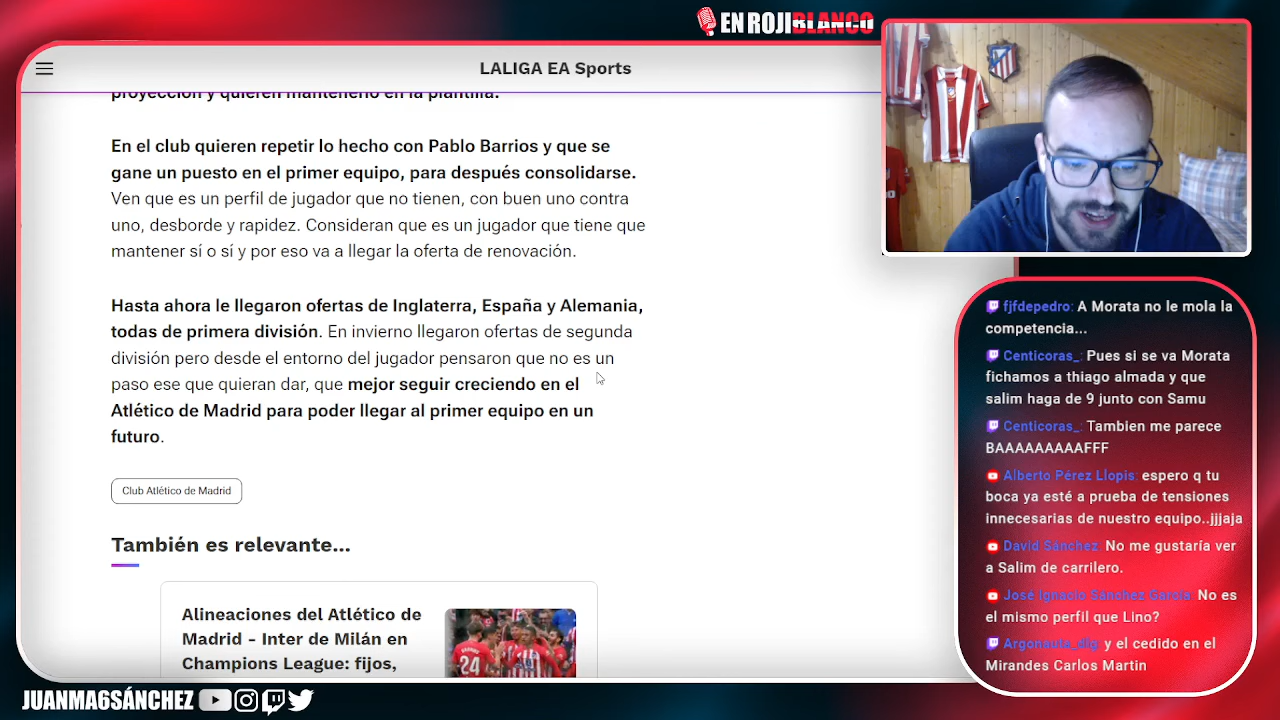 EN ROJIBLANCO
LALIGA EA Sports
proyección y quieren mantenerlo en la plantilla.
En el club quieren repetir lo hecho con Pablo Barrios y que se
gane un puesto en el primer equipo, para después consolidarse.
Ven que es un perfil de jugador que no tienen, con buen uno contra
uno, desborde y rapidez. Consideran que es un jugador que tiene que
mantener sí o sí y por eso va a llegar la oferta de renovación.
Hasta ahora le llegaron ofertas de Inglaterra, España y Alemania,
todas de primera división. En invierno llegaron ofertas de segunda
división pero desde el entorno del jugador pensaron que no es un
paso ese que quieran dar, que mejor seguir creciendo en el
Atlético de Madrid para poder llegar al primer equipo en un
futuro.
Club Atlético de Madrid
También es relevante...
Alineaciones del Atlético de
Madrid - Inter de Milán en
Champions League: fijos,
24
fjfdepedro: A Morata no le mola la
competencia...
Centicoras_: Pues si se va Morata
fichamos a thiago almada y que
salim haga de 9 junto con Samu
Centicoras_: Tambien me parece
BAAAAAAAAAFFF
Alberto Pérez Llopis: espero q tu
boca ya esté a prueba de tensiones
innecesarias de nuestro equipo..jjjaja
David Sánchez: No me gustaría ver
a Salim de carrilero.
José Ignacio Sánchez García: No es
el mismo perfil que Lino?
y el cedido en el
Mirandes Carlos Martin
JUANMA6SÁNCHEZ